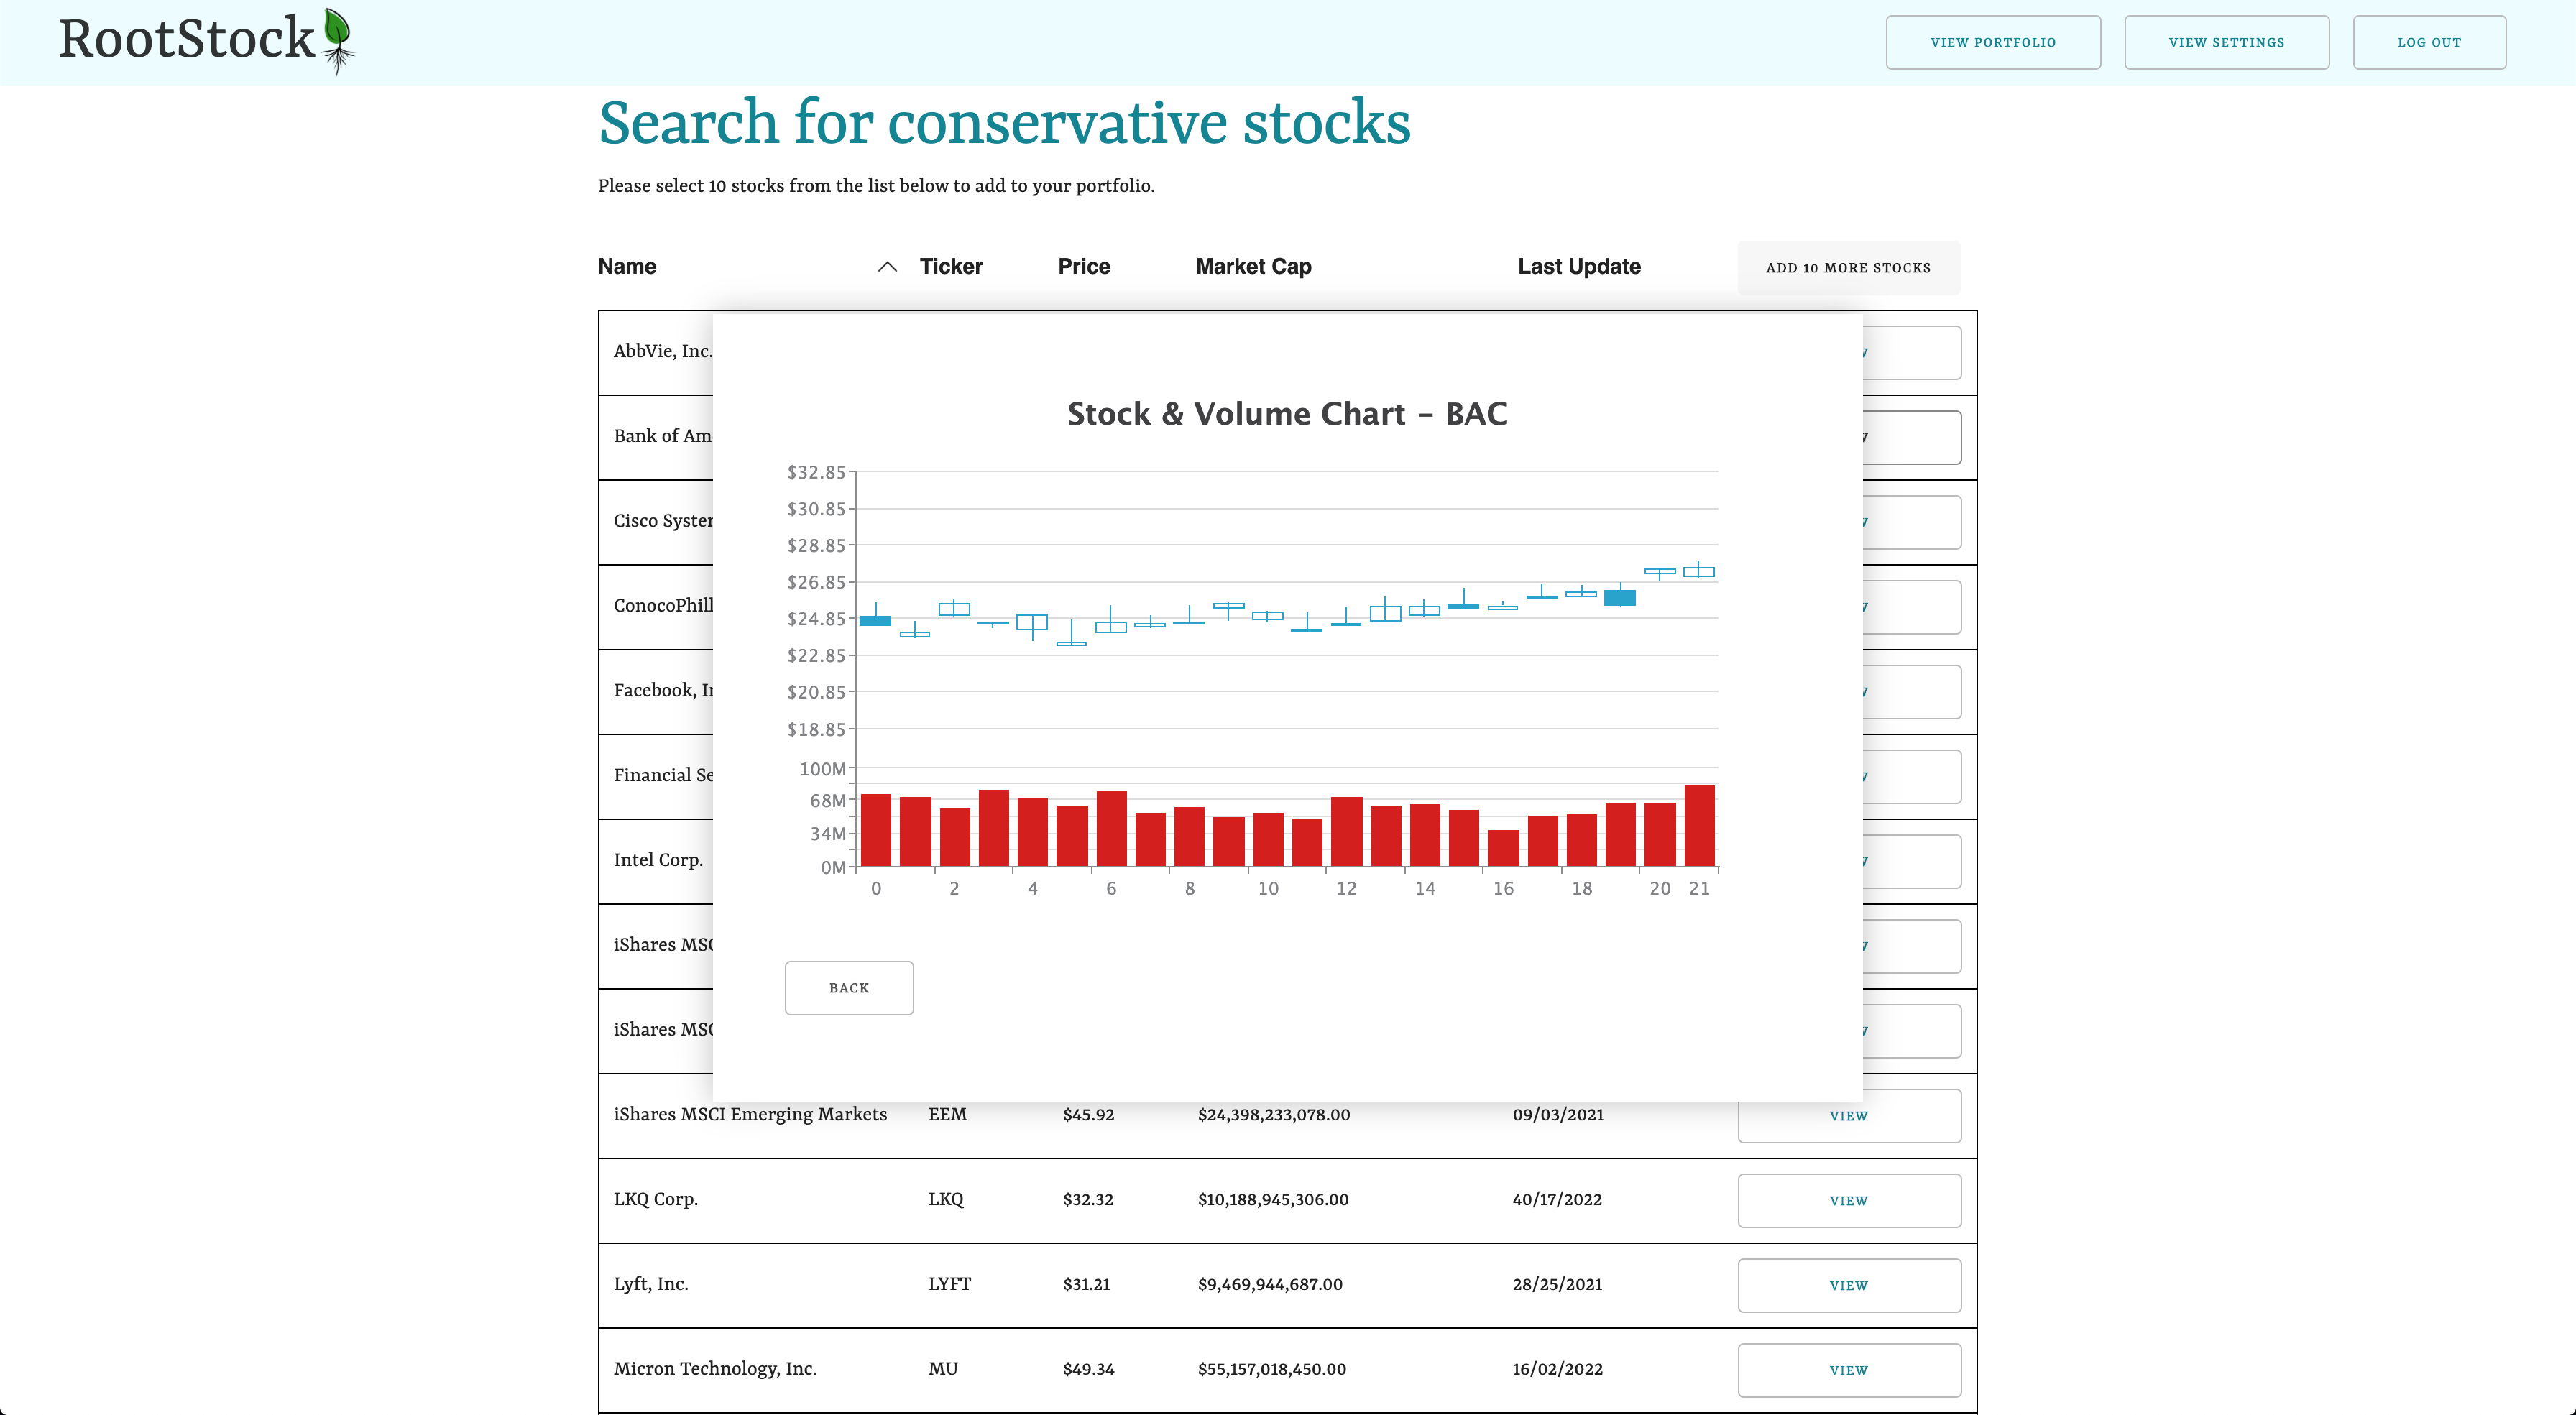 RootStock
VIEW PORTFOLIO
VIEW SETTINGS
LOG OUT
Search for conservative stocks
Please select 10 stocks from the list below to add to your portfolio.
Name Ticker Price Market Cap Last Update ADD 10 MORE STOCKS
AbbVie, Inc.
Bank of Am
Cisco System
ConocoPhill
Facebook, In
Financial Se
Intel Corp.
iShares MSC
iShares MSC
Stock & Volume Chart – BAC
$32.85
$30.85
$28.85
$26.85
$24.85
$22.85
$20.85
$18.85
100M
68M
34M
0M
0 2 4 6 8 10 12 14 16 18 20 21
BACK
iShares MSCI Emerging Markets EEM $45.92 $24,398,233,078.00 09/03/2021 VIEW
LKQ Corp. LKQ $32.32 $10,188,945,306.00 40/17/2022 VIEW
Lyft, Inc. LYFT $31.21 $9,469,944,687.00 28/25/2021 VIEW
Micron Technology, Inc. MU $49.34 $55,157,018,450.00 16/02/2022 VIEW